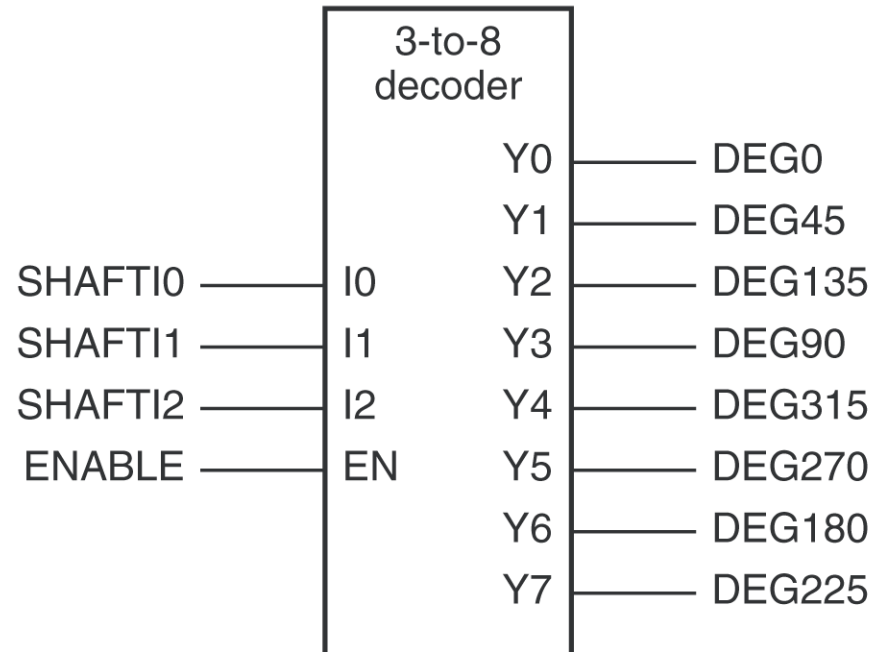 3-to-8
decoder
Y0 DEG0
Y1 DEG45
SHAFTI0 I0 Y2 DEG135
SHAFTI1 I1 Y3 DEG90
SHAFTI2 I2 Y4 DEG315
ENABLE EN Y5 DEG270
Y6 DEG180
Y7 DEG225